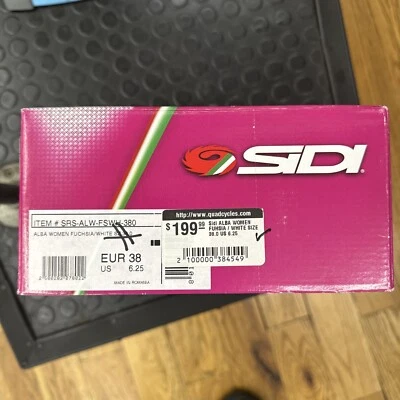 SIDI
ITEM # SRS-ALW-FSWH-380
ALBA WOMEN FUCHSIA/WHITE
EUR 38
US 6.25
MADE IN ROMANIA
http://www.quadcycles.com
$199.99
Sidi ALBA WOMEN
FUHSIA / WHITE SIZE
38.0 US 6.25
2 100000 384549